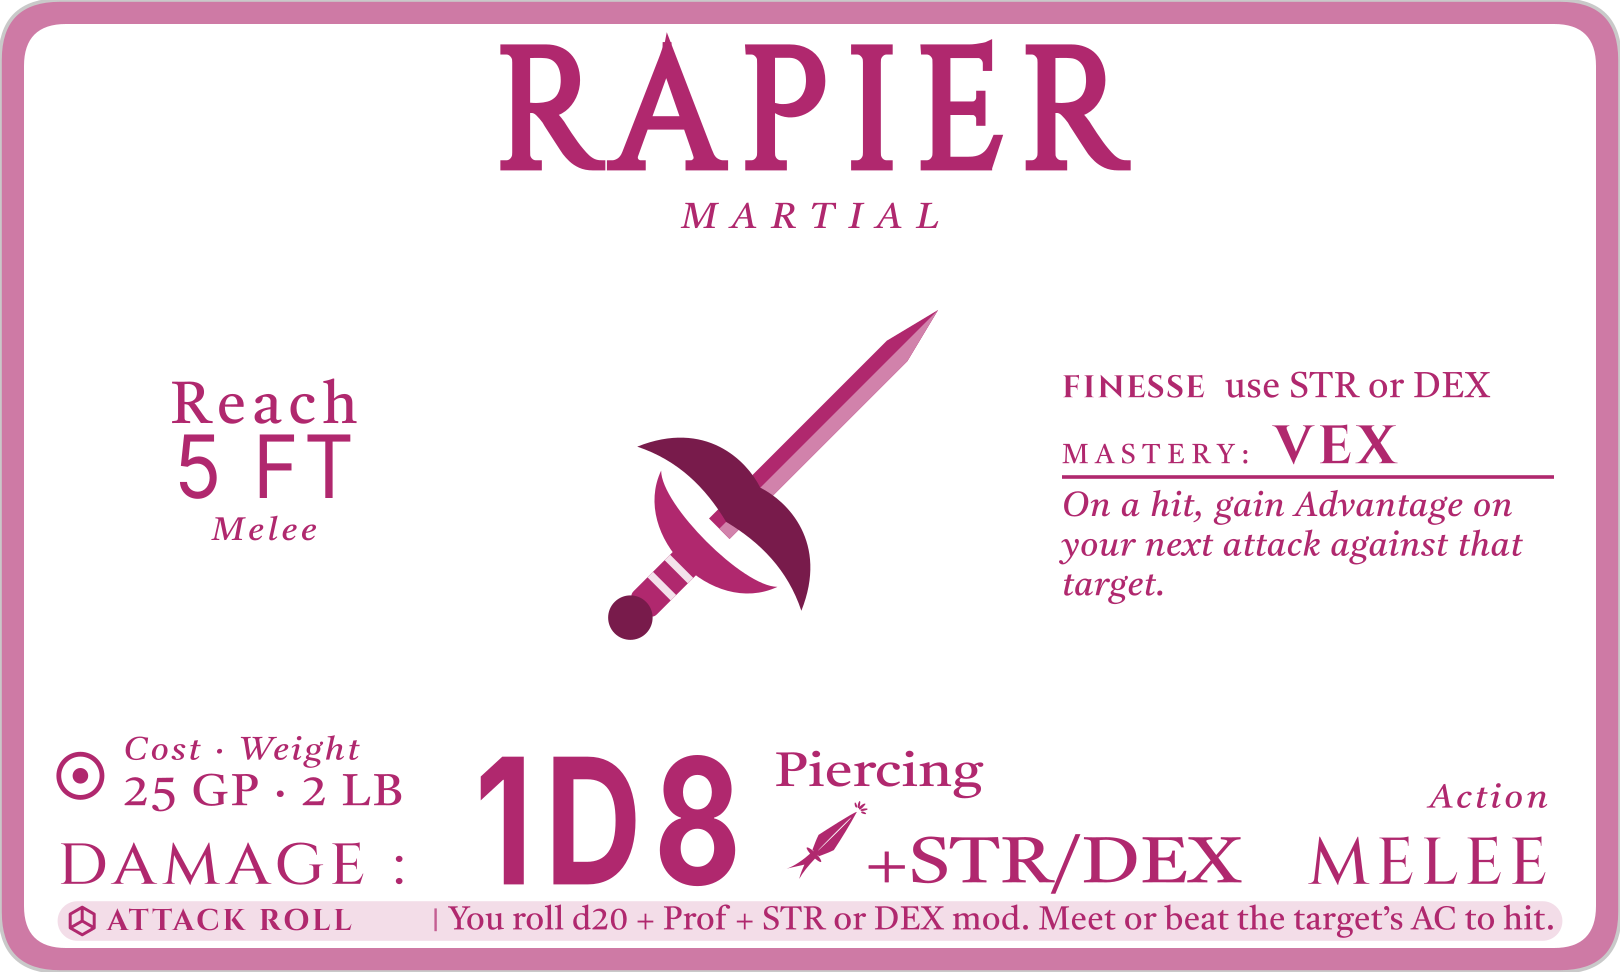 RAPIER
MARTIAL
Reach
5 FT
Melee
FINESSE use STR or DEX
MASTERY: VEX
On a hit, gain Advantage on
your next attack against that
target.
Cost · Weight
25 GP · 2 LB
DAMAGE :
1D8
Piercing
+STR/DEX
Action
MELEE
ATTACK ROLL | You roll d20 + Prof + STR or DEX mod. Meet or beat the target’s AC to hit.